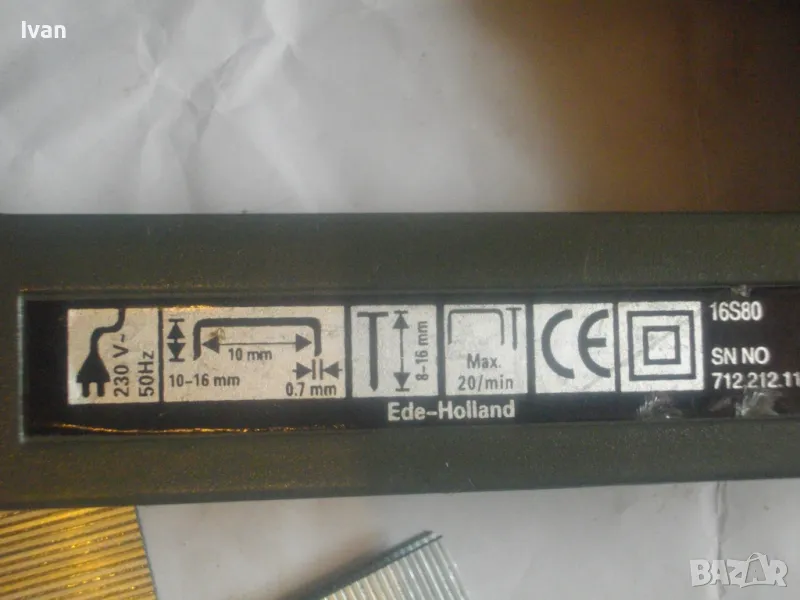 Ivan
230 V~
50Hz
10 mm
10-16 mm
0.7 mm
8-16 mm
Max.
20/min
CE
16S80
SN NO
712.212.11
Ede-Holland
BAZAR